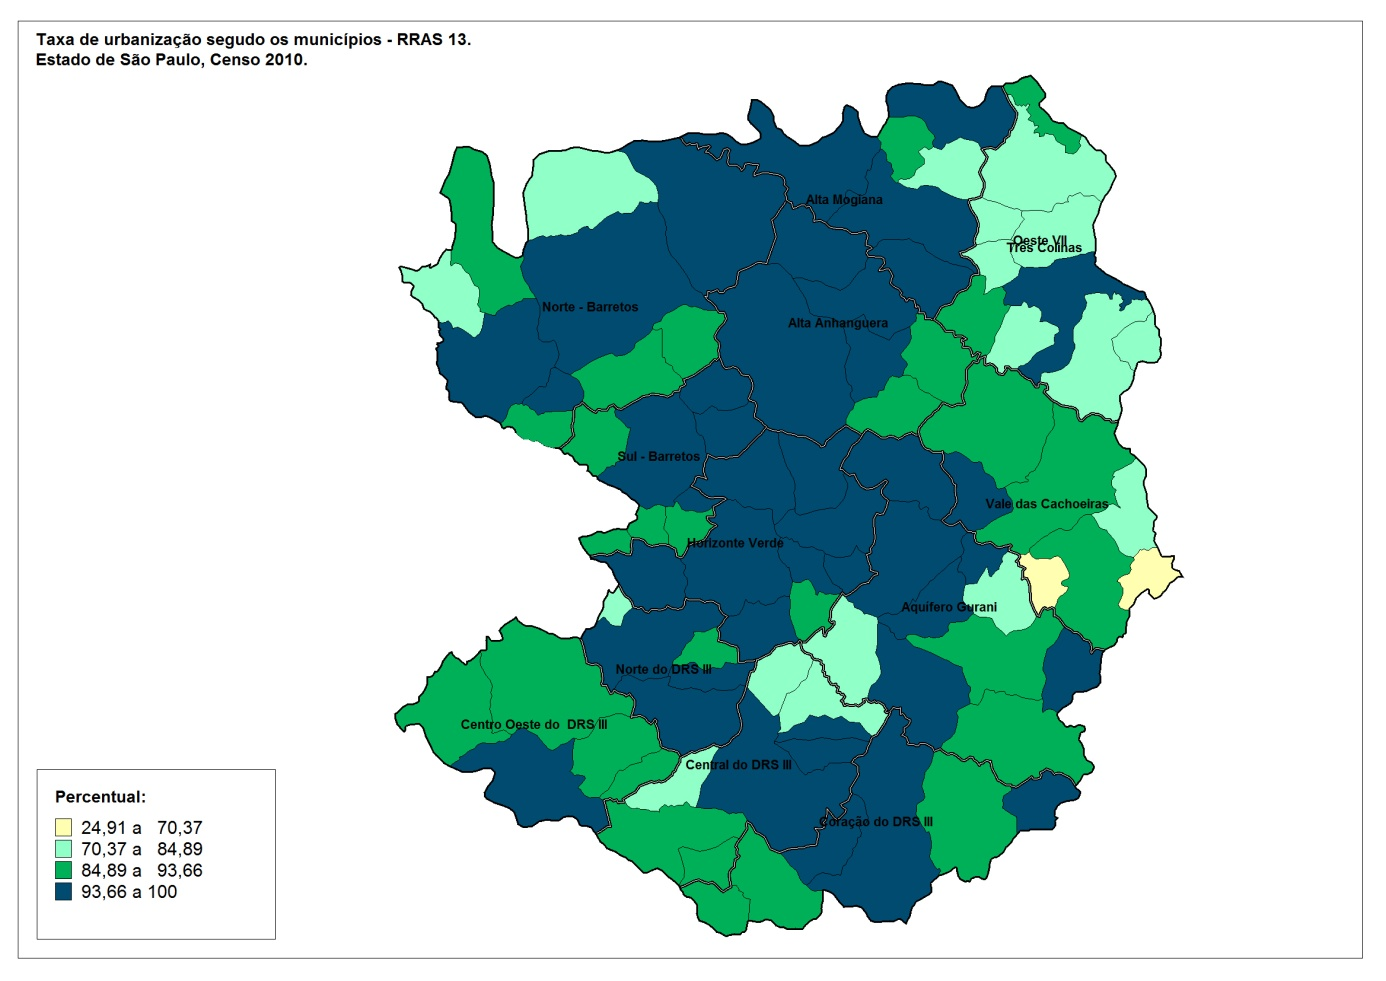 Taxa de urbanização segudo os municípios - RRAS 13.
Estado de São Paulo, Censo 2010.
Alta Mogiana
Oeste VII
Três Colinas
Norte - Barretos
Alta Anhanguera
Sul - Barretos
Vale das Cachoeiras
Horizonte Verde
Aquífero Gurani
Norte do DRS III
Centro Oeste do DRS III
Central do DRS III
Coração do DRS III
Percentual:
24,91 a 70,37
70,37 a 84,89
84,89 a 93,66
93,66 a 100